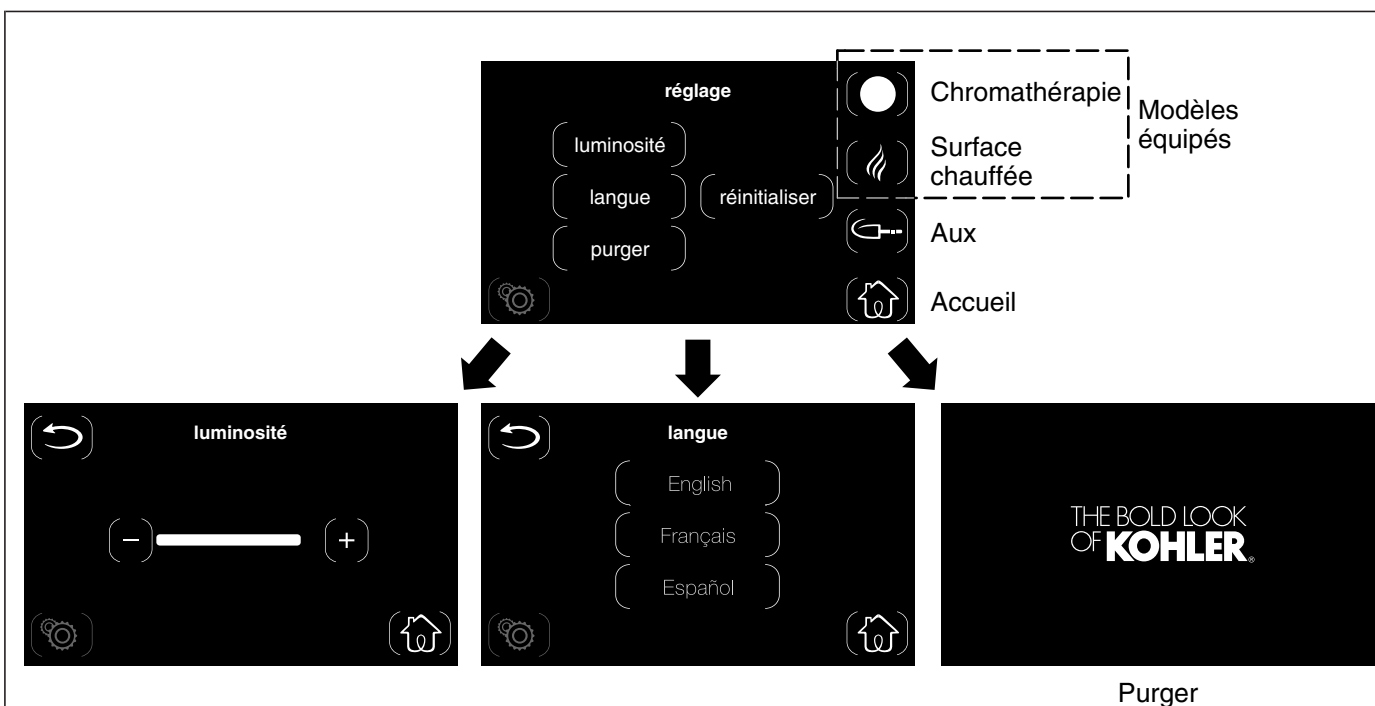 réglage
luminosité
langue
réinitialiser
purger
Chromathérapie
Surface
chauffée
Modèles
équipés
Aux
Accueil
luminosité
−
+
langue
English
Français
Español
THE BOLD LOOK
OF KOHLER®
Purger